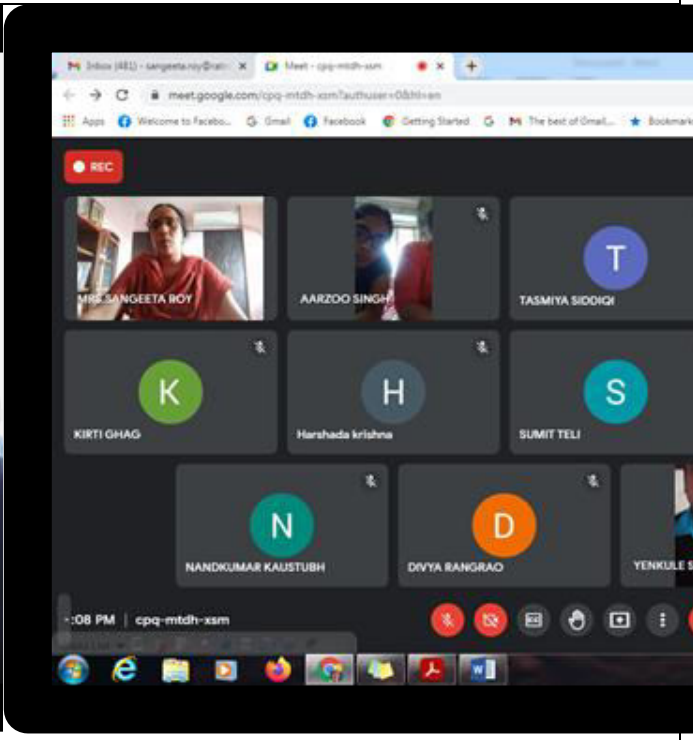 Inbox (481) - sangeeta.roy@ratn
Meet - cpq-mtdh-xsm
meet.google.com/cpq-mtdh-xsm?authuser=0&hl=en
Apps Welcome to Facebo... Gmail Facebook Getting Started The best of Gmail... Bookmark
REC
MRS.SANGEETA ROY
AARZOO SINGH
T
TASMIYA SIDDIQI
K
KIRTI GHAG
H
Harshada krishna
S
SUMIT TELI
N
NANDKUMAR KAUSTUBH
D
DIVYA RANGRAO
YENKULE S
:08 PM | cpq-mtdh-xsm